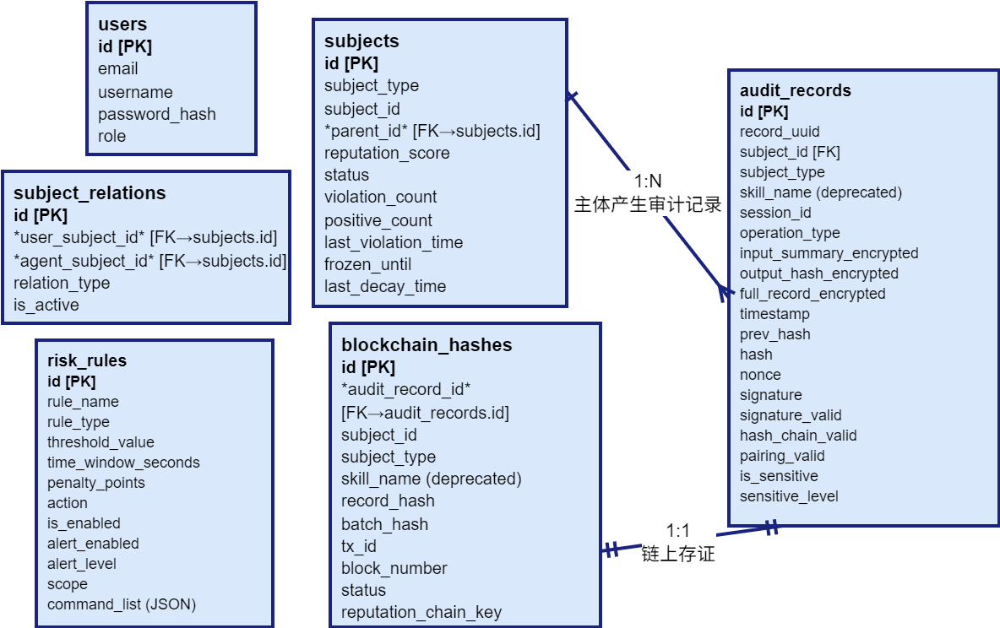 users
id [PK]
email
username
password_hash
role
subjects
id [PK]
subject_type
subject_id
*parent_id* [FK→subjects.id]
reputation_score
status
violation_count
positive_count
last_violation_time
frozen_until
last_decay_time
audit_records
id [PK]
record_uuid
subject_id [FK]
subject_type
skill_name (deprecated)
session_id
operation_type
input_summary_encrypted
output_hash_encrypted
full_record_encrypted
timestamp
prev_hash
hash
nonce
signature
signature_valid
hash_chain_valid
pairing_valid
is_sensitive
sensitive_level
1:N
主体产生审计记录
subject_relations
id [PK]
*user_subject_id* [FK→subjects.id]
*agent_subject_id* [FK→subjects.id]
relation_type
is_active
risk_rules
id [PK]
rule_name
rule_type
threshold_value
time_window_seconds
penalty_points
action
is_enabled
alert_enabled
alert_level
scope
command_list (JSON)
blockchain_hashes
id [PK]
*audit_record_id*
[FK→audit_records.id]
subject_id
subject_type
skill_name (deprecated)
record_hash
batch_hash
tx_id
block_number
status
reputation_chain_key
1:1
链上存证